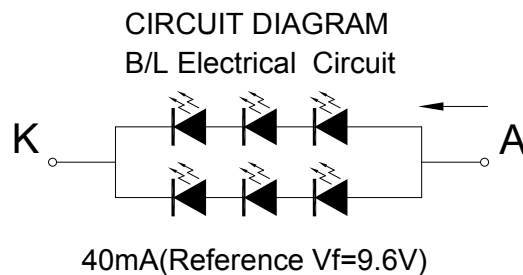 CIRCUIT DIAGRAM
B/L Electrical Circuit
K
A
40mA(Reference Vf=9.6V)